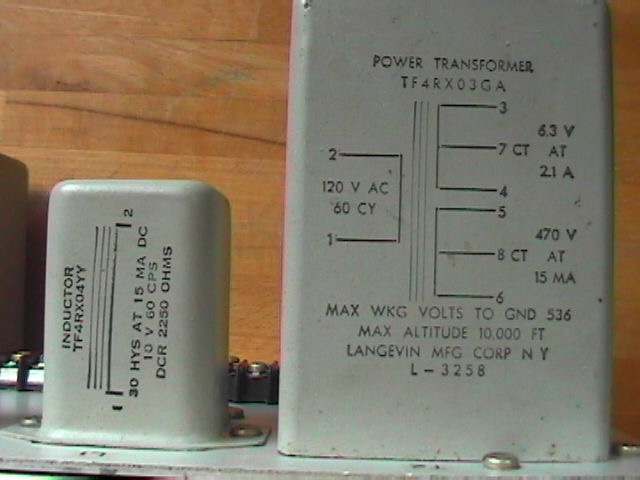 INDUCTOR
TF4RX04YY
2
1
30 HYS AT 15 MA DC
10 V 60 CPS
DCR 2250 OHMS
POWER TRANSFORMER
TF4RX03GA
3
2
7 CT
6.3 V
AT
2.1 A
120 V AC
60 CY
4
5
1
8 CT
470 V
AT
15 MA
6
MAX WKG VOLTS TO GND 536
MAX ALTITUDE 10,000 FT
LANGEVIN MFG CORP N Y
L-3258